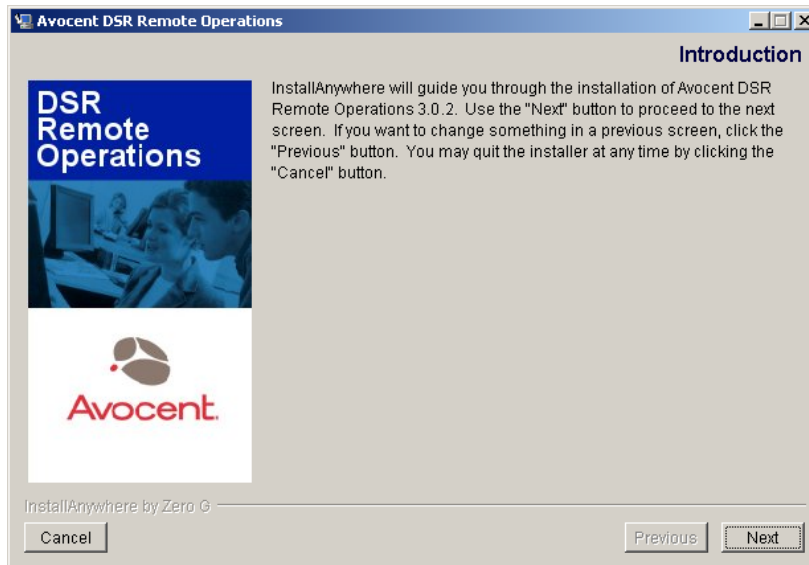 Avocent DSR Remote Operations
Introduction
DSR
Remote
Operations
InstallAnywhere will guide you through the installation of Avocent DSR
Remote Operations 3.0.2. Use the "Next" button to proceed to the next
screen. If you want to change something in a previous screen, click the
"Previous" button. You may quit the installer at any time by clicking the
"Cancel" button.
Avocent.
InstallAnywhere by Zero G
Cancel
Previous
Next